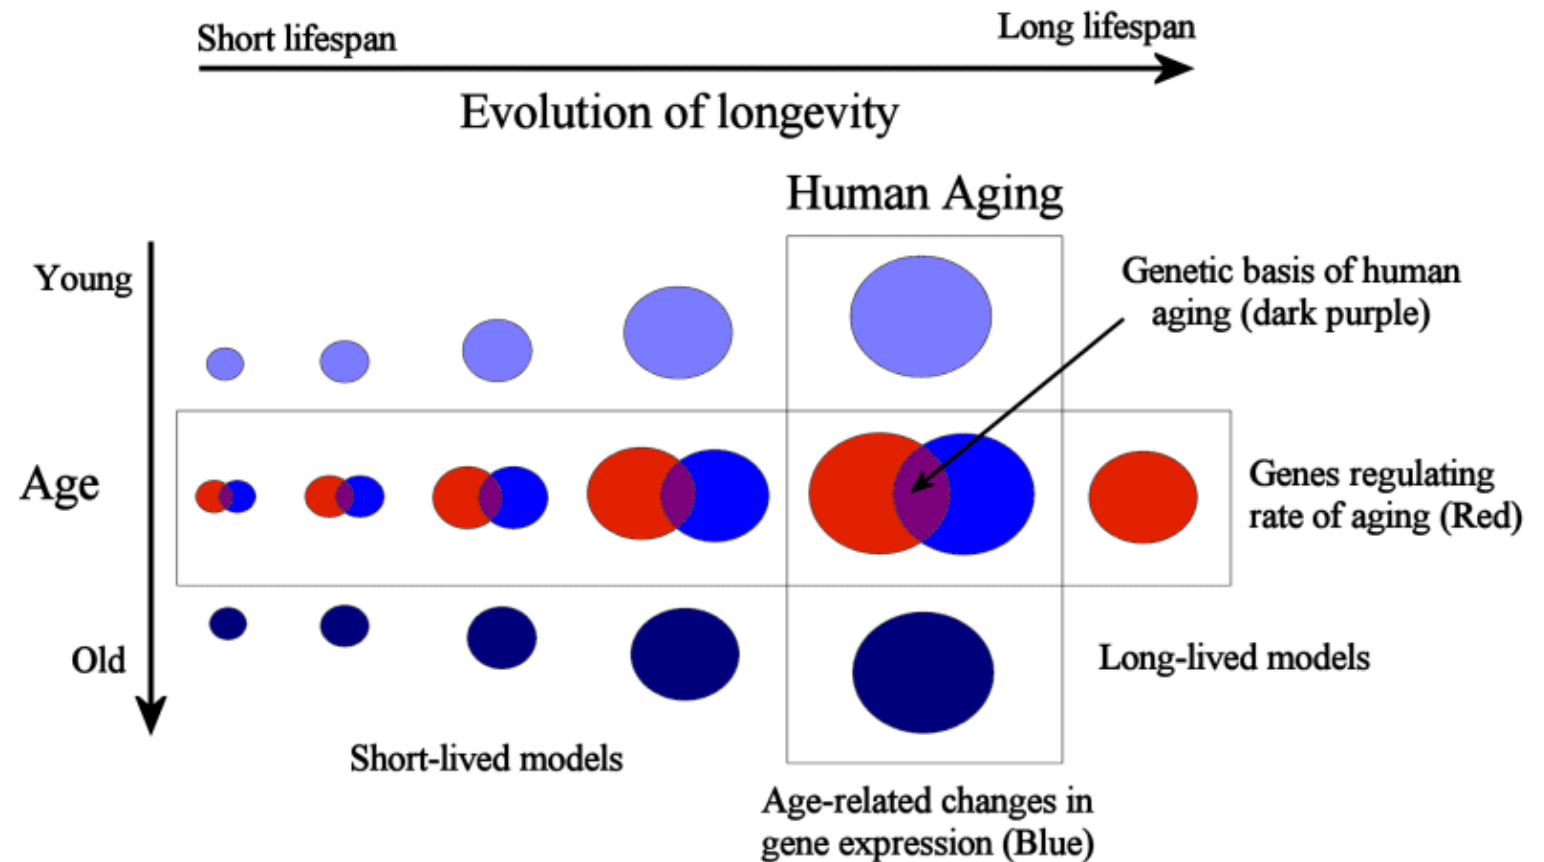 Short lifespan
Long lifespan
Evolution of longevity
Human Aging
Young
Genetic basis of human
aging (dark purple)
Age
Genes regulating
rate of aging (Red)
Old
Long-lived models
Short-lived models
Age-related changes in
gene expression (Blue)